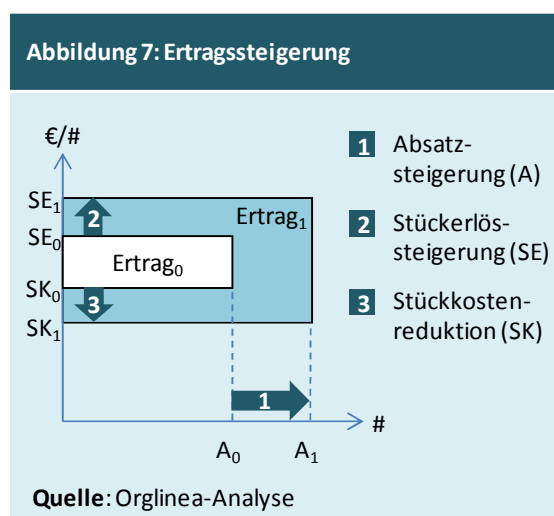 Abbildung 7: Ertragssteigerung
€/#
SE1
SE0
SK0
SK1
2
3
Ertrag1
Ertrag0
1
#
A0
A1
1 Absatz-
steigerung (A)
2 Stückerlös-
steigerung (SE)
3 Stückkosten-
reduktion (SK)
Quelle: Orglinea-Analyse